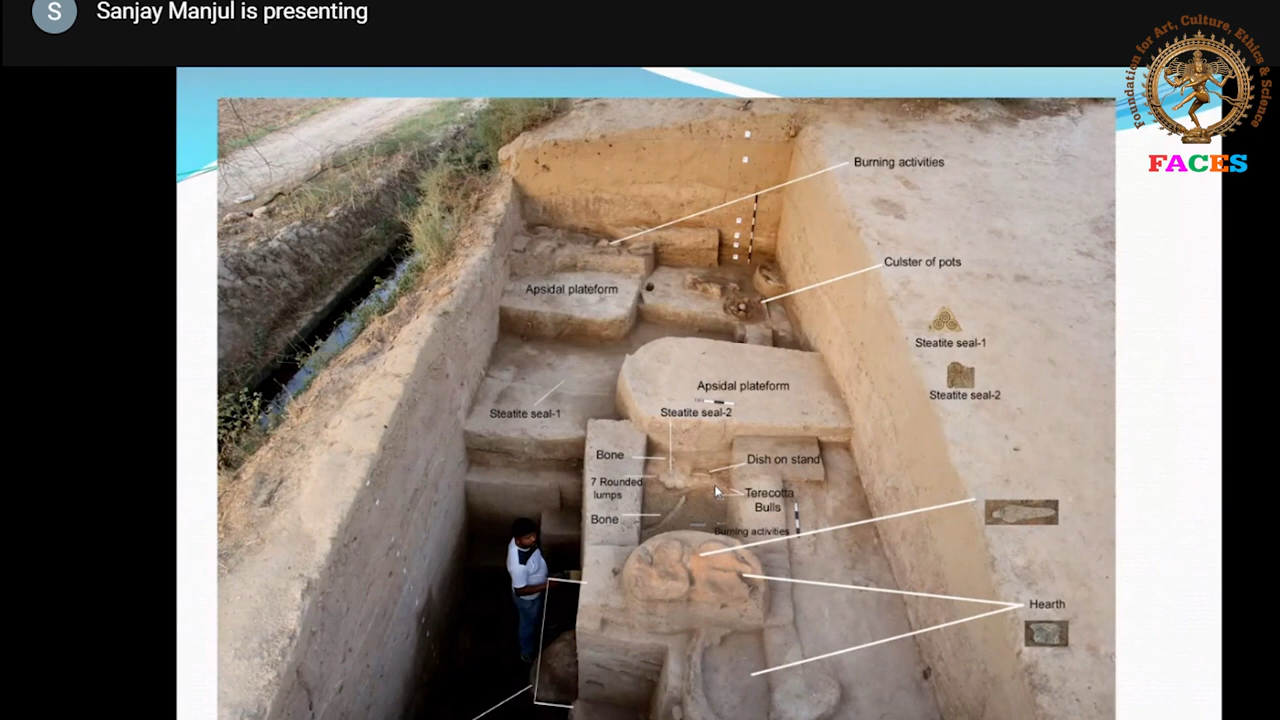 S
Sanjay Manjul is presenting
Foundation for Art, Culture, Ethics & Science
FACES
Burning activities
Culster of pots
Apsidal plateform
Steatite seal-1
Steatite seal-2
Apsidal plateform
Steatite seal-1
Steatite seal-2
Bone
Dish on stand
7 Rounded
lumps
Terecotta
Bulls
Bone
Burning activities
Hearth